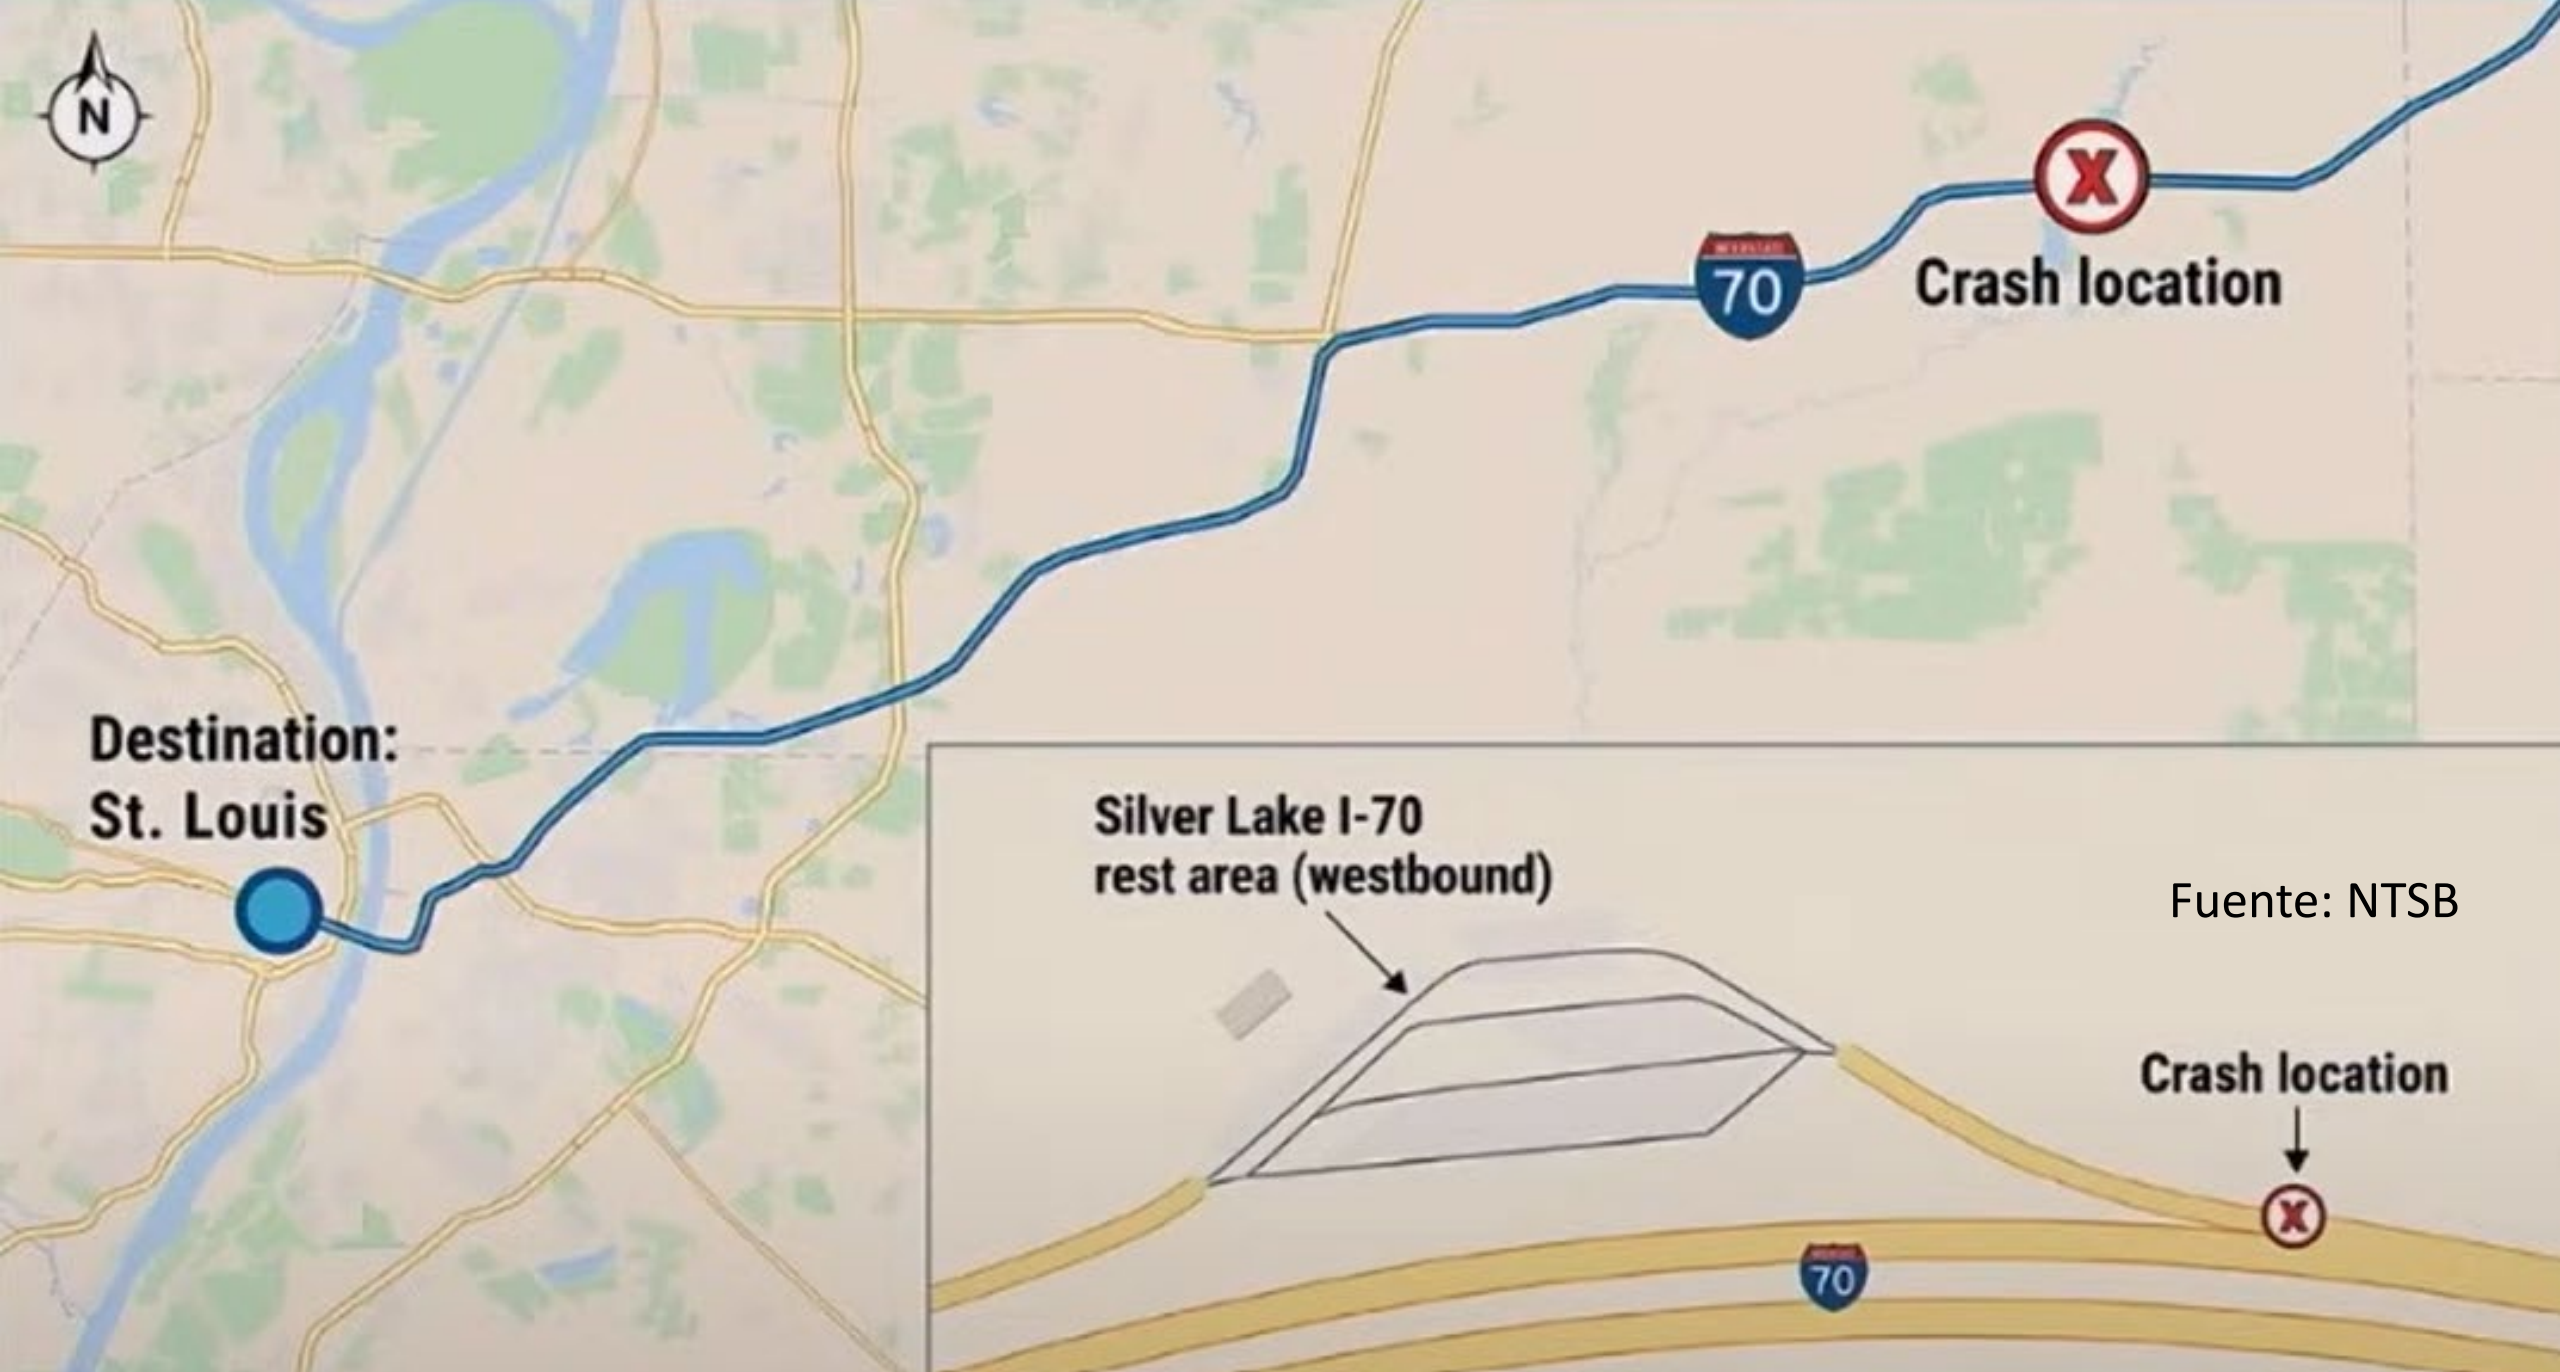 N
70
Crash location
Destination:
St. Louis
Silver Lake I-70
rest area (westbound)
Fuente: NTSB
Crash location
X
70
X